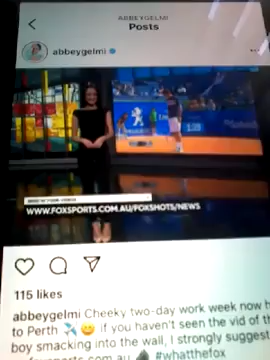 ABBEYGELMI
Posts
abbeygelmi
WWW.FOXSPORTS.COM.AU/FOXSHOTS/NEWS
115 likes
abbeygelmi Cheeky two-day work week now
to Perth ✈️ 😄 if you haven't seen the vid of
boy smacking into the wall, I strongly suggest
#whatthefox